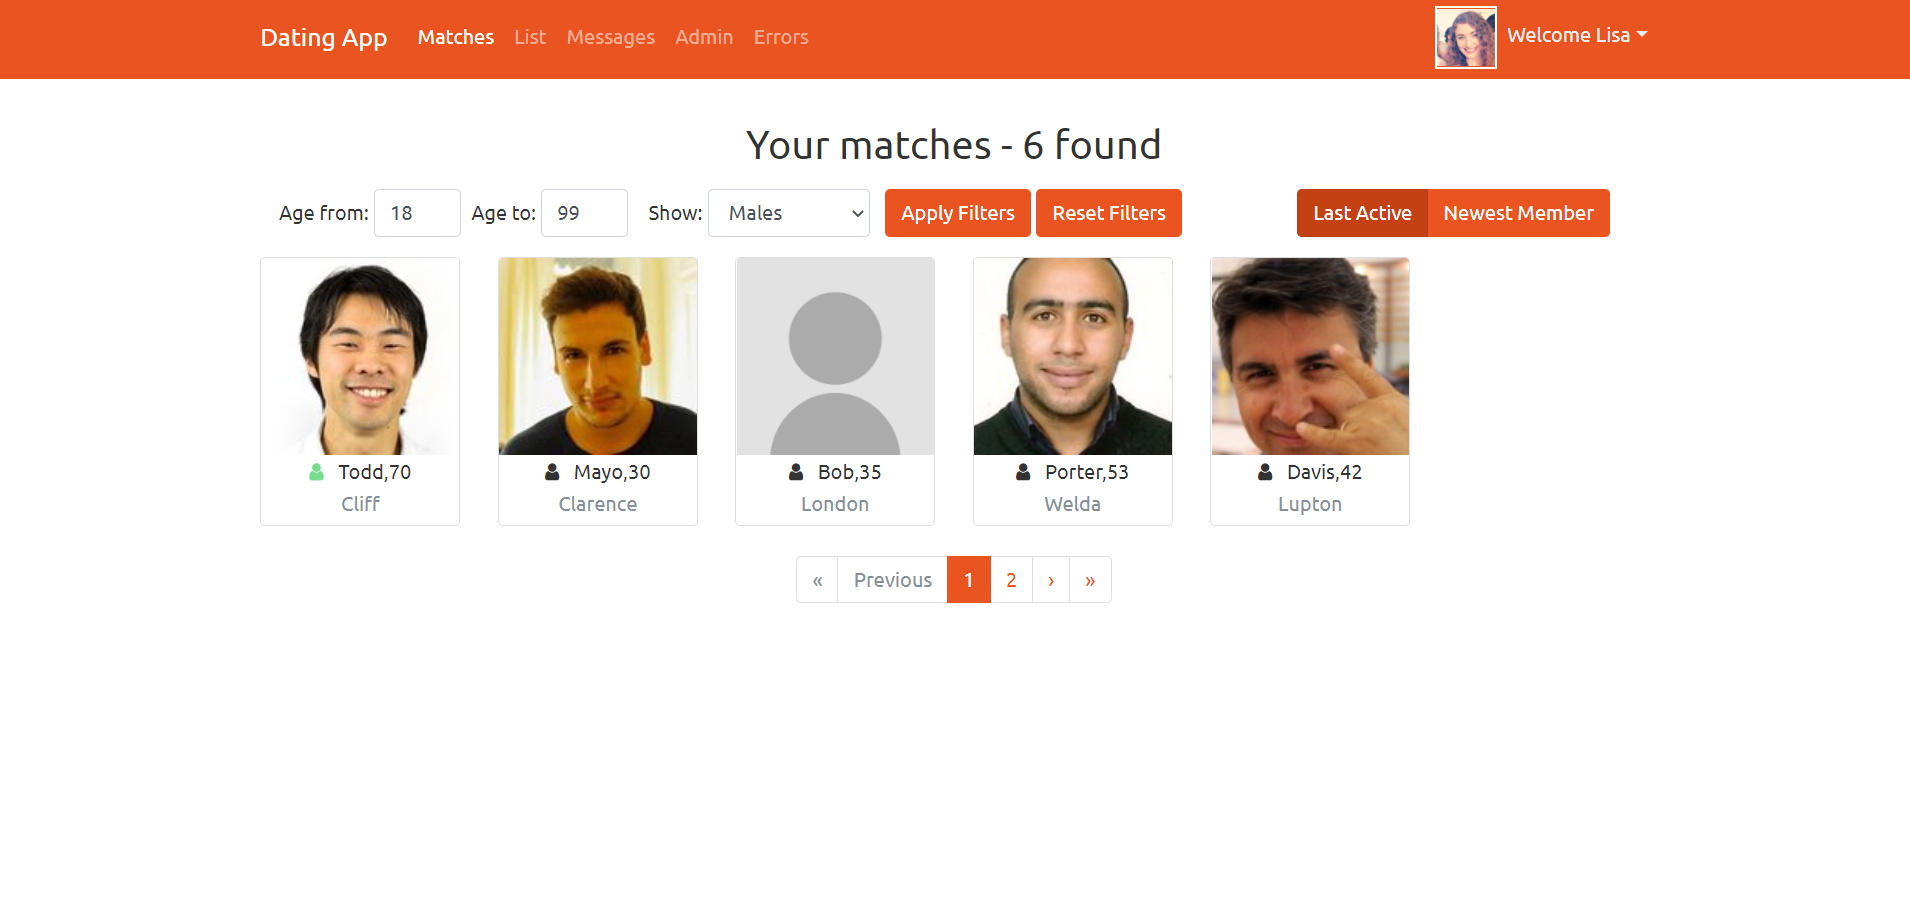 Dating App Matches List Messages Admin Errors Welcome Lisa
Your matches - 6 found
Age from: 18 Age to: 99 Show: Males Apply Filters Reset Filters Last Active Newest Member
Todd,70 Mayo,30 Bob,35 Porter,53 Davis,42
Cliff Clarence London Welda Lupton
« Previous 1 2 › »